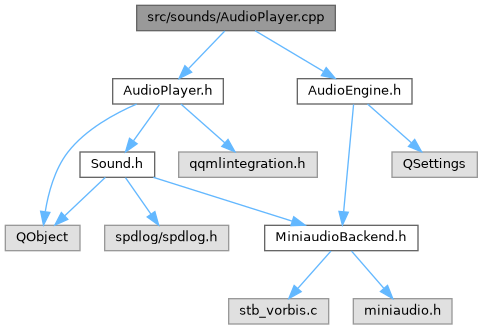 src/sounds/AudioPlayer.cpp
AudioPlayer.h
AudioEngine.h
Sound.h
qqmlintegration.h
QSettings
QObject
spdlog/spdlog.h
MiniaudioBackend.h
stb_vorbis.c
miniaudio.h